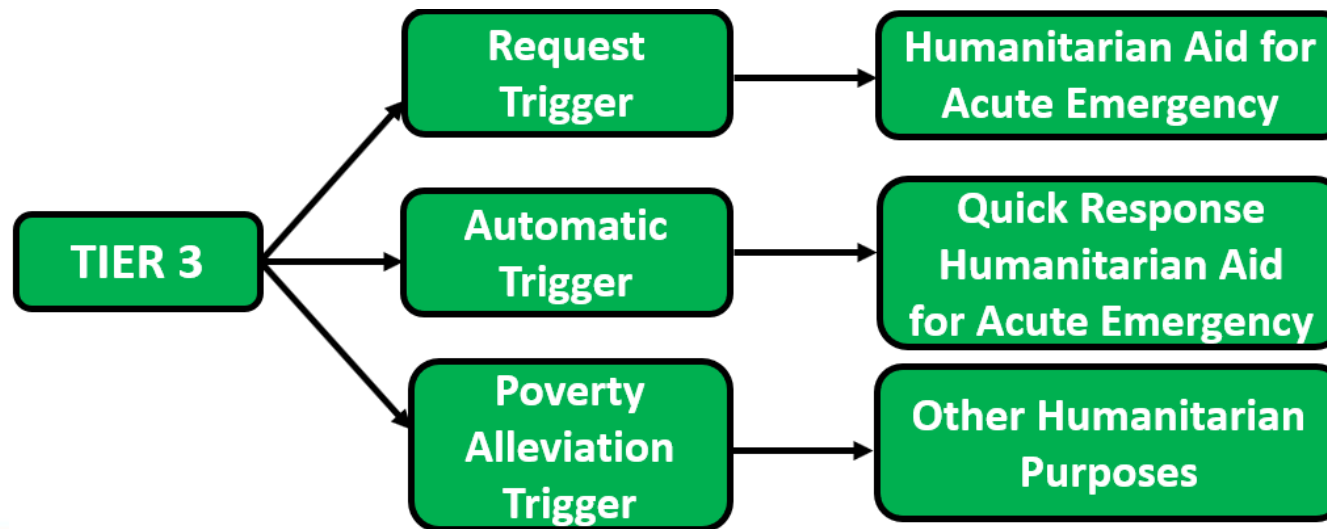 TIER 3
Request
Trigger
Humanitarian Aid for
Acute Emergency
Automatic
Trigger
Quick Response
Humanitarian Aid
for Acute Emergency
Poverty
Alleviation
Trigger
Other Humanitarian
Purposes